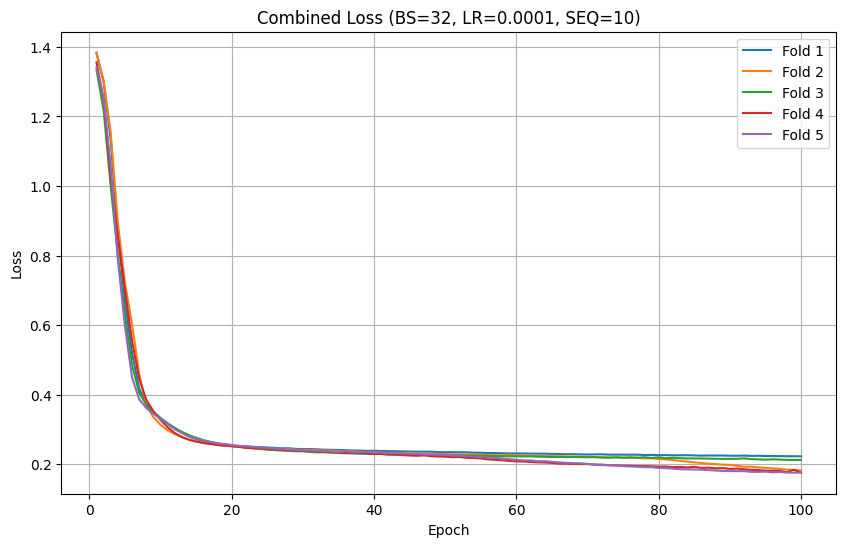 Combined Loss (BS=32, LR=0.0001, SEQ=10)
Fold 1
Fold 2
Fold 3
Fold 4
Fold 5
Loss
1.4
1.2
1.0
0.8
0.6
0.4
0.2
0 20 40 60 80 100
Epoch